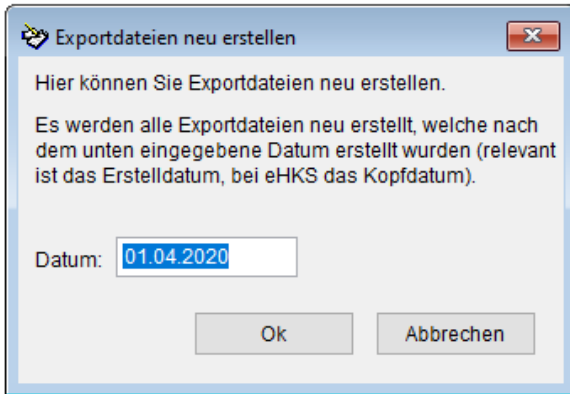 Exportdateien neu erstellen
Hier können Sie Exportdateien neu erstellen.
Es werden alle Exportdateien neu erstellt, welche nach
dem unten eingegebene Datum erstellt wurden (relevant
ist das Erstelldatum, bei eHKS das Kopfdatum).
Datum: 01.04.2020
Ok Abbrechen